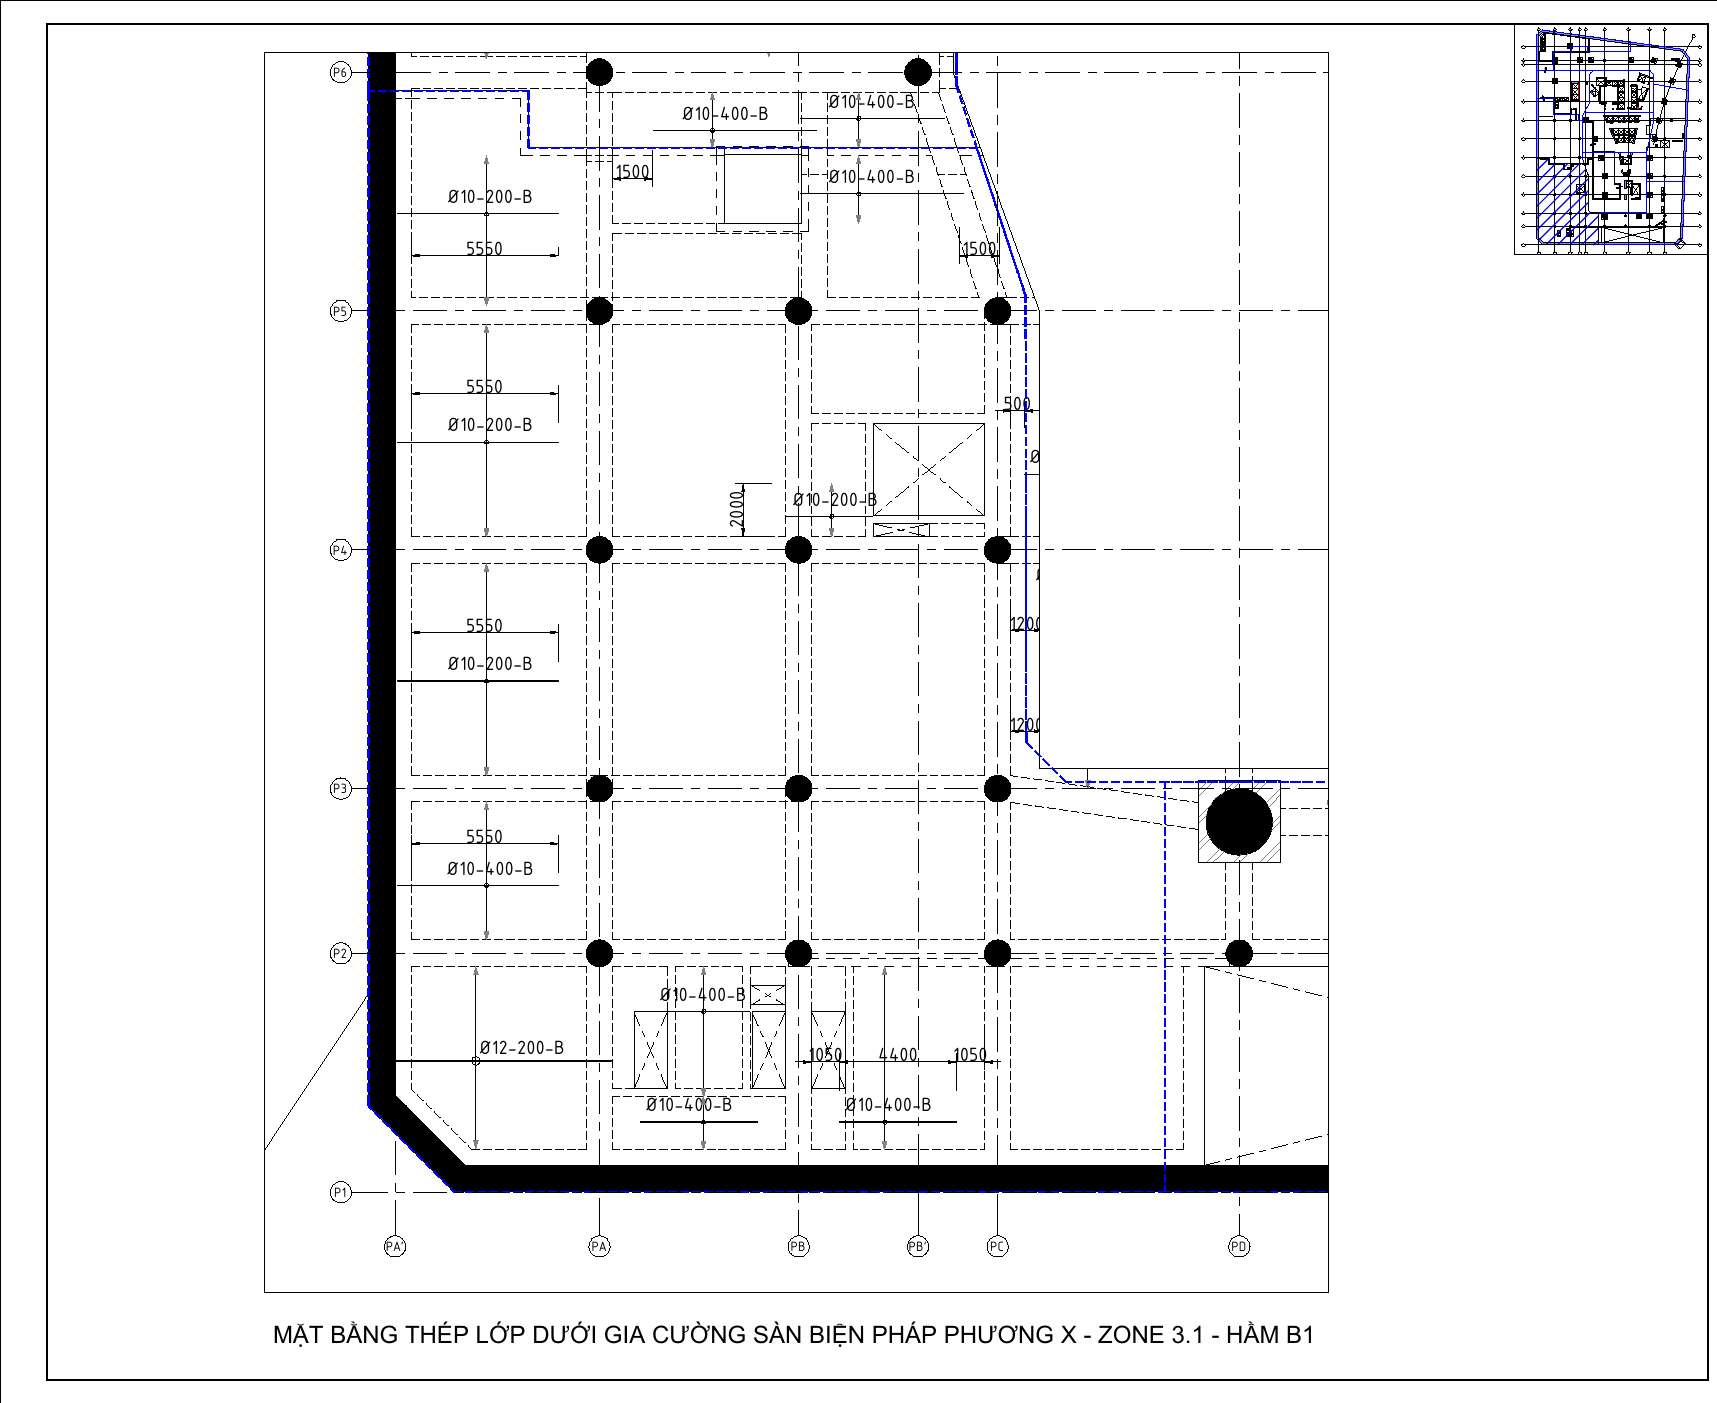 P6
Ø10-400-B
Ø10-400-B
1500
Ø10-400-B
Ø10-200-B
5550
1500
P5
5550
500
Ø10-200-B
Ø
Ø10-200-B
2000
P4
5550
1200
Ø10-200-B
1200
P3
5550
Ø10-400-B
P2
Ø10-400-B
Ø12-200-B
1050
4400
1050
Ø10-400-B
Ø10-400-B
P1
PA'
PA
PB
PB'
PC
PD
MẶT BẰNG THÉP LỚP DƯỚI GIA CƯỜNG SÀN BIỆN PHÁP PHƯƠNG X - ZONE 3.1 - HẦM B1